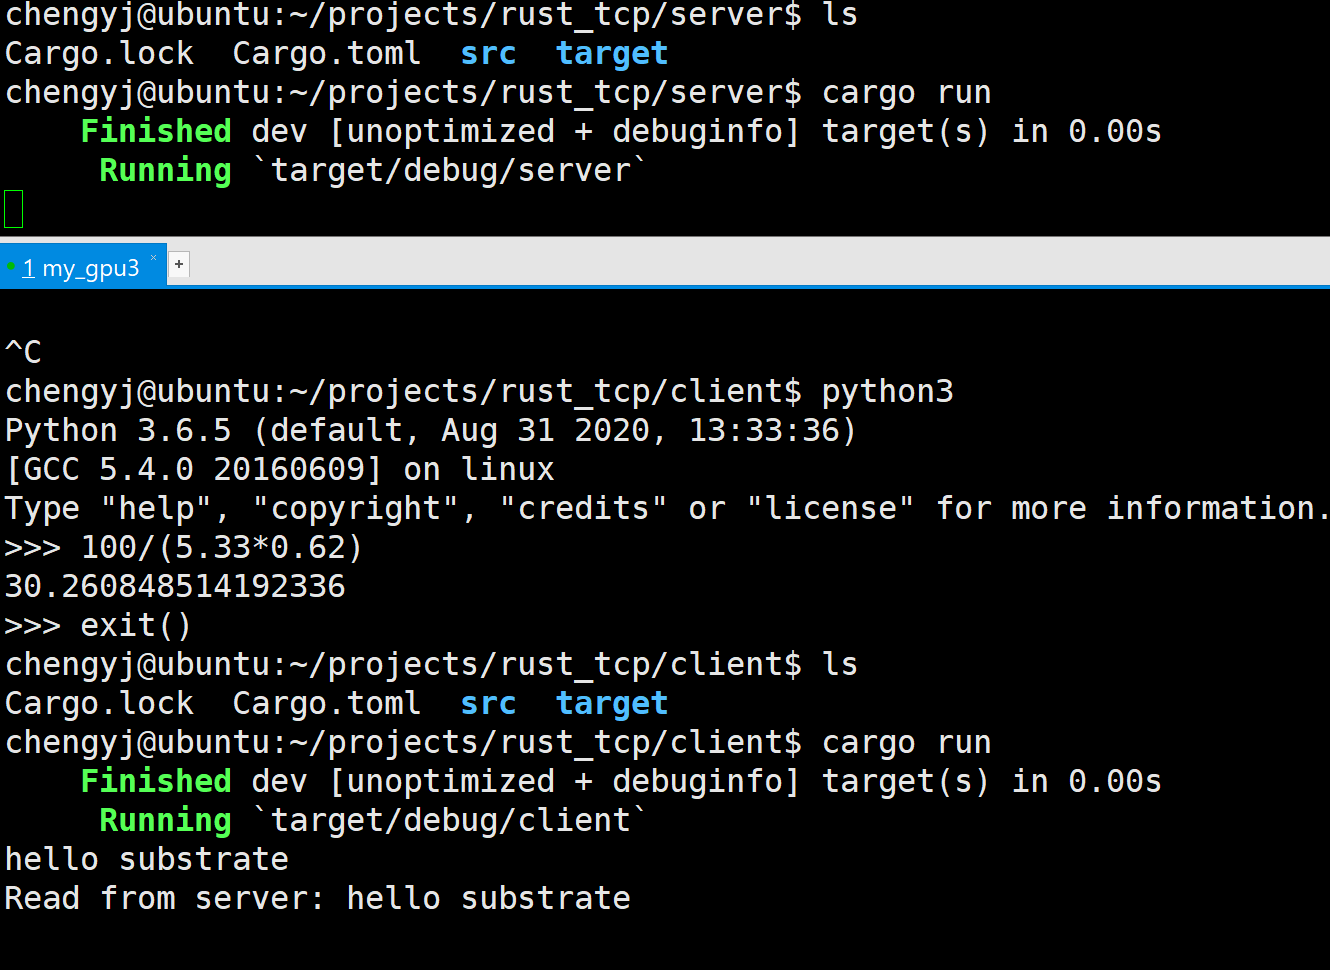 chengyj@ubuntu:~/projects/rust_tcp/server$ ls
Cargo.lock  Cargo.toml  src  target
chengyj@ubuntu:~/projects/rust_tcp/server$ cargo run
    Finished dev [unoptimized + debuginfo] target(s) in 0.00s
     Running `target/debug/server`
1 my_gpu3 × +
^C
chengyj@ubuntu:~/projects/rust_tcp/client$ python3
Python 3.6.5 (default, Aug 31 2020, 13:33:36)
[GCC 5.4.0 20160609] on linux
Type "help", "copyright", "credits" or "license" for more information.
>>> 100/(5.33*0.62)
30.260848514192336
>>> exit()
chengyj@ubuntu:~/projects/rust_tcp/client$ ls
Cargo.lock  Cargo.toml  src  target
chengyj@ubuntu:~/projects/rust_tcp/client$ cargo run
    Finished dev [unoptimized + debuginfo] target(s) in 0.00s
     Running `target/debug/client`
hello substrate
Read from server: hello substrate